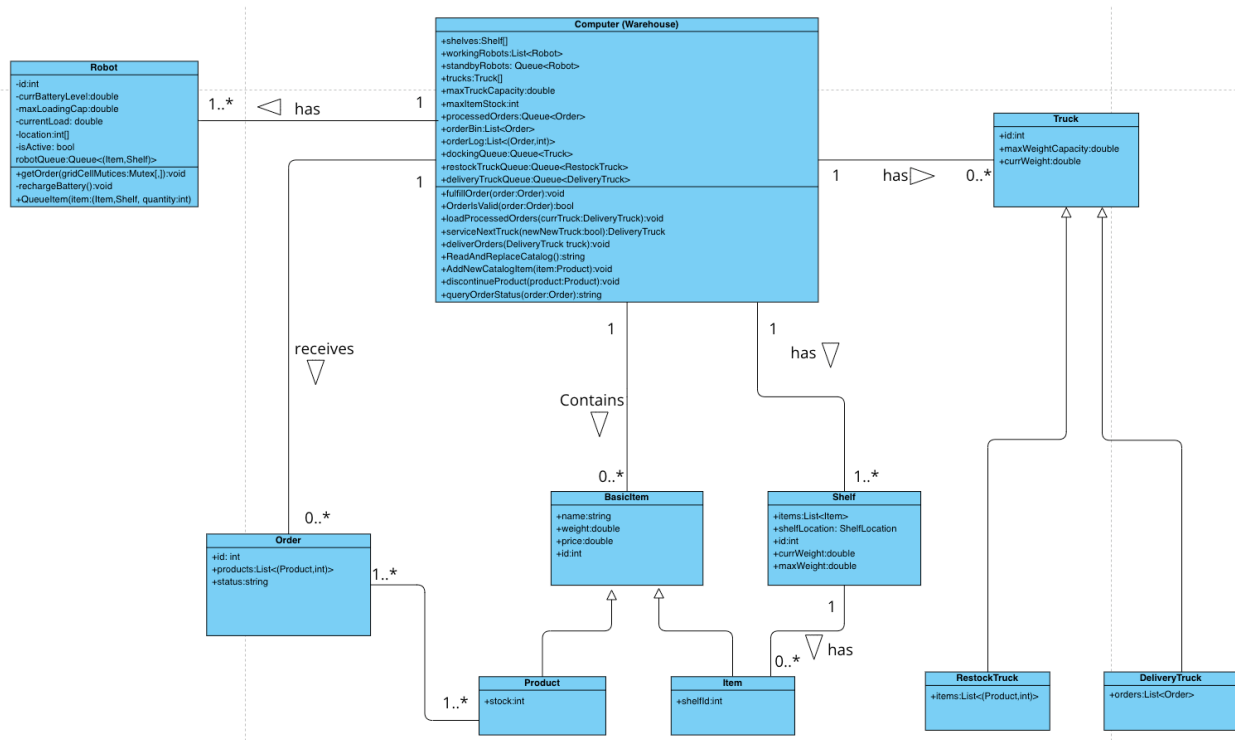 Computer (Warehouse)
+shelves:Shelf[]
+workingRobots:List<Robot>
+standbyRobots: Queue<Robot>
+trucks:Truck[]
+maxTruckCapacity:double
+maxItemStock:int
+processedOrders:Queue<Order>
+orderBin:List<Order>
+orderLog:List<(Order,int)>
+dockingQueue:Queue<Truck>
+restockTruckQueue:Queue<RestockTruck>
+deliveryTruckQueue:Queue<DeliveryTruck>
+fulfillOrder(order:Order):void
+OrderIsValid(order:Order):bool
+loadProcessedOrders(currTruck:DeliveryTruck):void
+serviceNextTruck(newNewTruck:bool):DeliveryTruck
+deliverOrders(DeliveryTruck truck):void
+ReadAndReplaceCatalog():string
+AddNewCatalogItem(item:Product):void
+discontinueProduct(product:Product):void
+queryOrderStatus(order:Order):string
Robot
-id:int
-currBatteryLevel:double
-maxLoadingCap:double
-currentLoad: double
-location:int[]
-isActive: bool
robotQueue:Queue<(Item,Shelf)>
+getOrder(gridCellMutices:Mutex[,]):void
-rechargeBattery():void
+QueueItem(item:(Item,Shelf, quantity:int)
1..*
has
1
Truck
+id:int
+maxWeightCapacity:double
+currWeight:double
1
has
0..*
1
receives
0..*
1
Contains
0..*
1
has
1..*
BasicItem
+name:string
+weight:double
+price:double
+id:int
Shelf
+items:List<Item>
+shelfLocation: ShelfLocation
+id:int
+currWeight:double
+maxWeight:double
Order
+id: int
+products:List<(Product,int)>
+status:string
1..*
1..*
1
has
0..*
Product
+stock:int
Item
+shelfId:int
RestockTruck
+items:List<(Product,int)>
DeliveryTruck
+orders:List<Order>